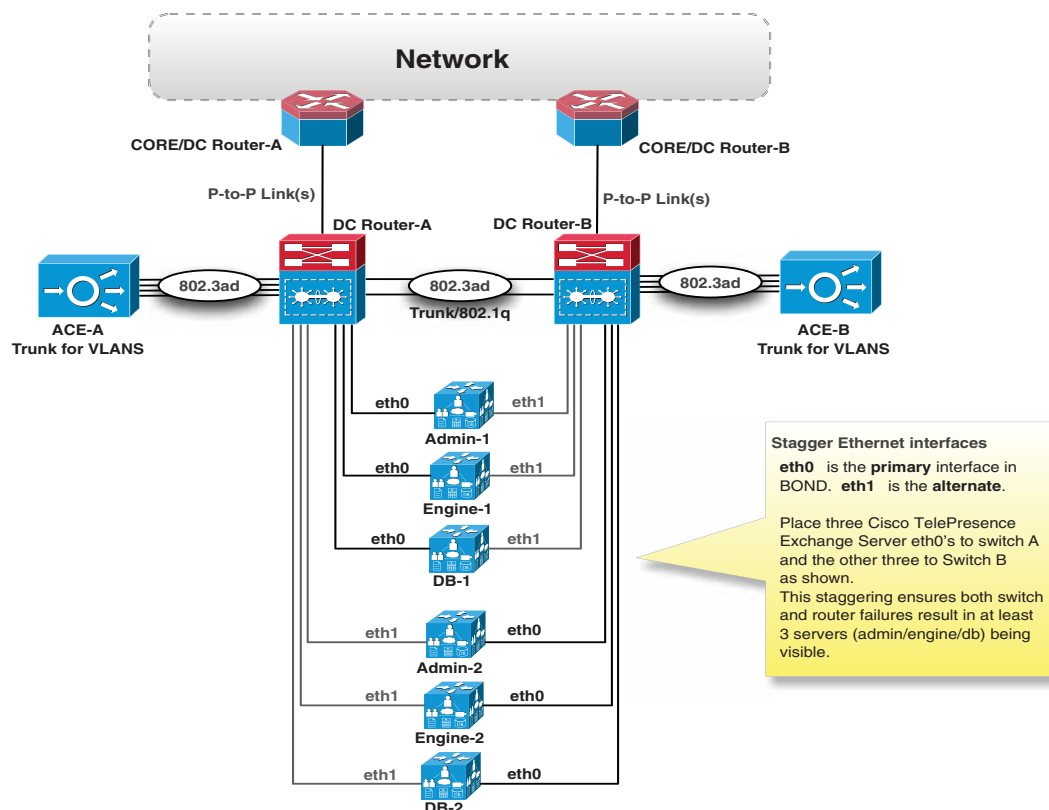 Network
CORE/DC Router-A
CORE/DC Router-B
P-to-P Link(s)
P-to-P Link(s)
DC Router-A
DC Router-B
802.3ad
802.3ad
802.3ad
Trunk/802.1q
ACE-A
Trunk for VLANS
ACE-B
Trunk for VLANS
eth0
eth1
Admin-1
eth0
eth1
Engine-1
eth0
eth1
DB-1
eth1
eth0
Admin-2
eth1
eth0
Engine-2
eth1
eth0
DB-2
Stagger Ethernet interfaces
eth0 is the primary interface in
BOND. eth1 is the alternate.
Place three Cisco TelePresence
Exchange Server eth0's to switch A
and the other three to Switch B
as shown.
This staggering ensures both switch
and router failures result in at least
3 servers (admin/engine/db) being
visible.